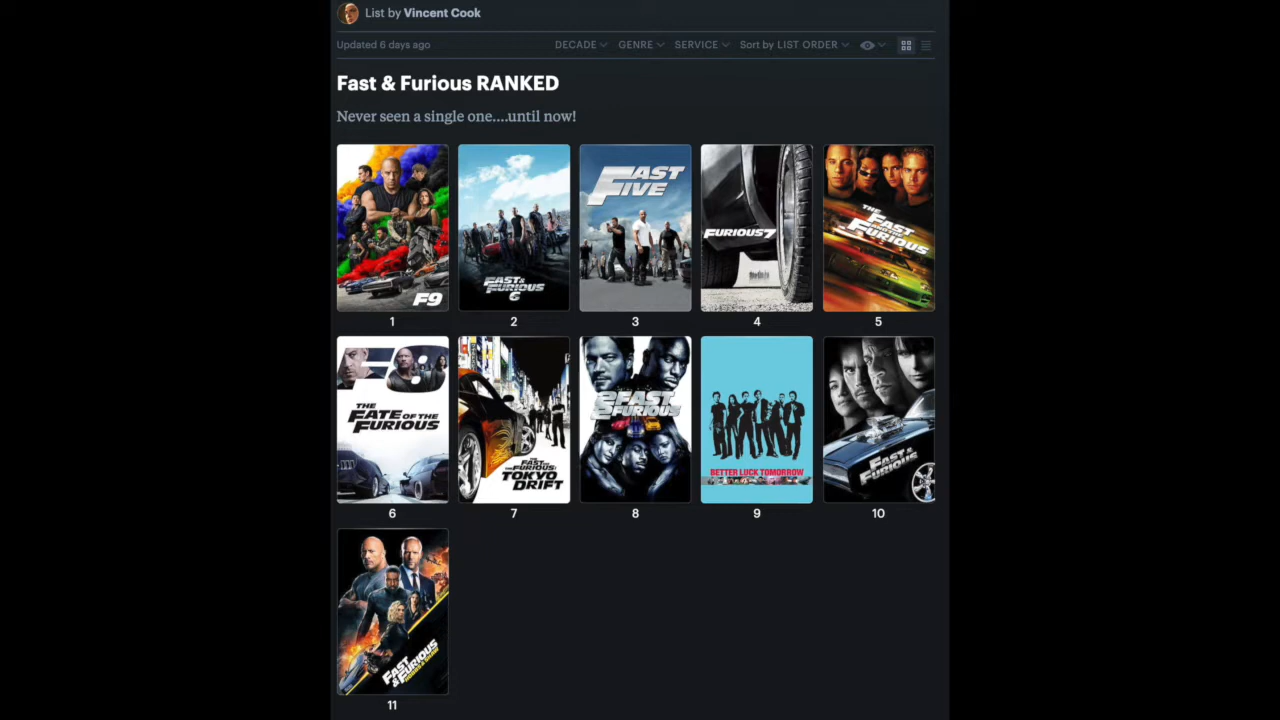 List by Vincent Cook
Updated 6 days ago
DECADE GENRE SERVICE Sort by LIST ORDER
Fast & Furious RANKED
Never seen a single one....until now!
F9
FAST & FURIOUS 6
FAST FIVE
FURIOUS 7
THE FAST AND THE FURIOUS
1 2 3 4 5
F8
THE FATE OF THE FURIOUS
THE FAST AND THE FURIOUS: TOKYO DRIFT
2 FAST 2 FURIOUS
BETTER LUCK TOMORROW
FAST & FURIOUS
6 7 8 9 10
FAST & FURIOUS
HOBBS & SHAW
11